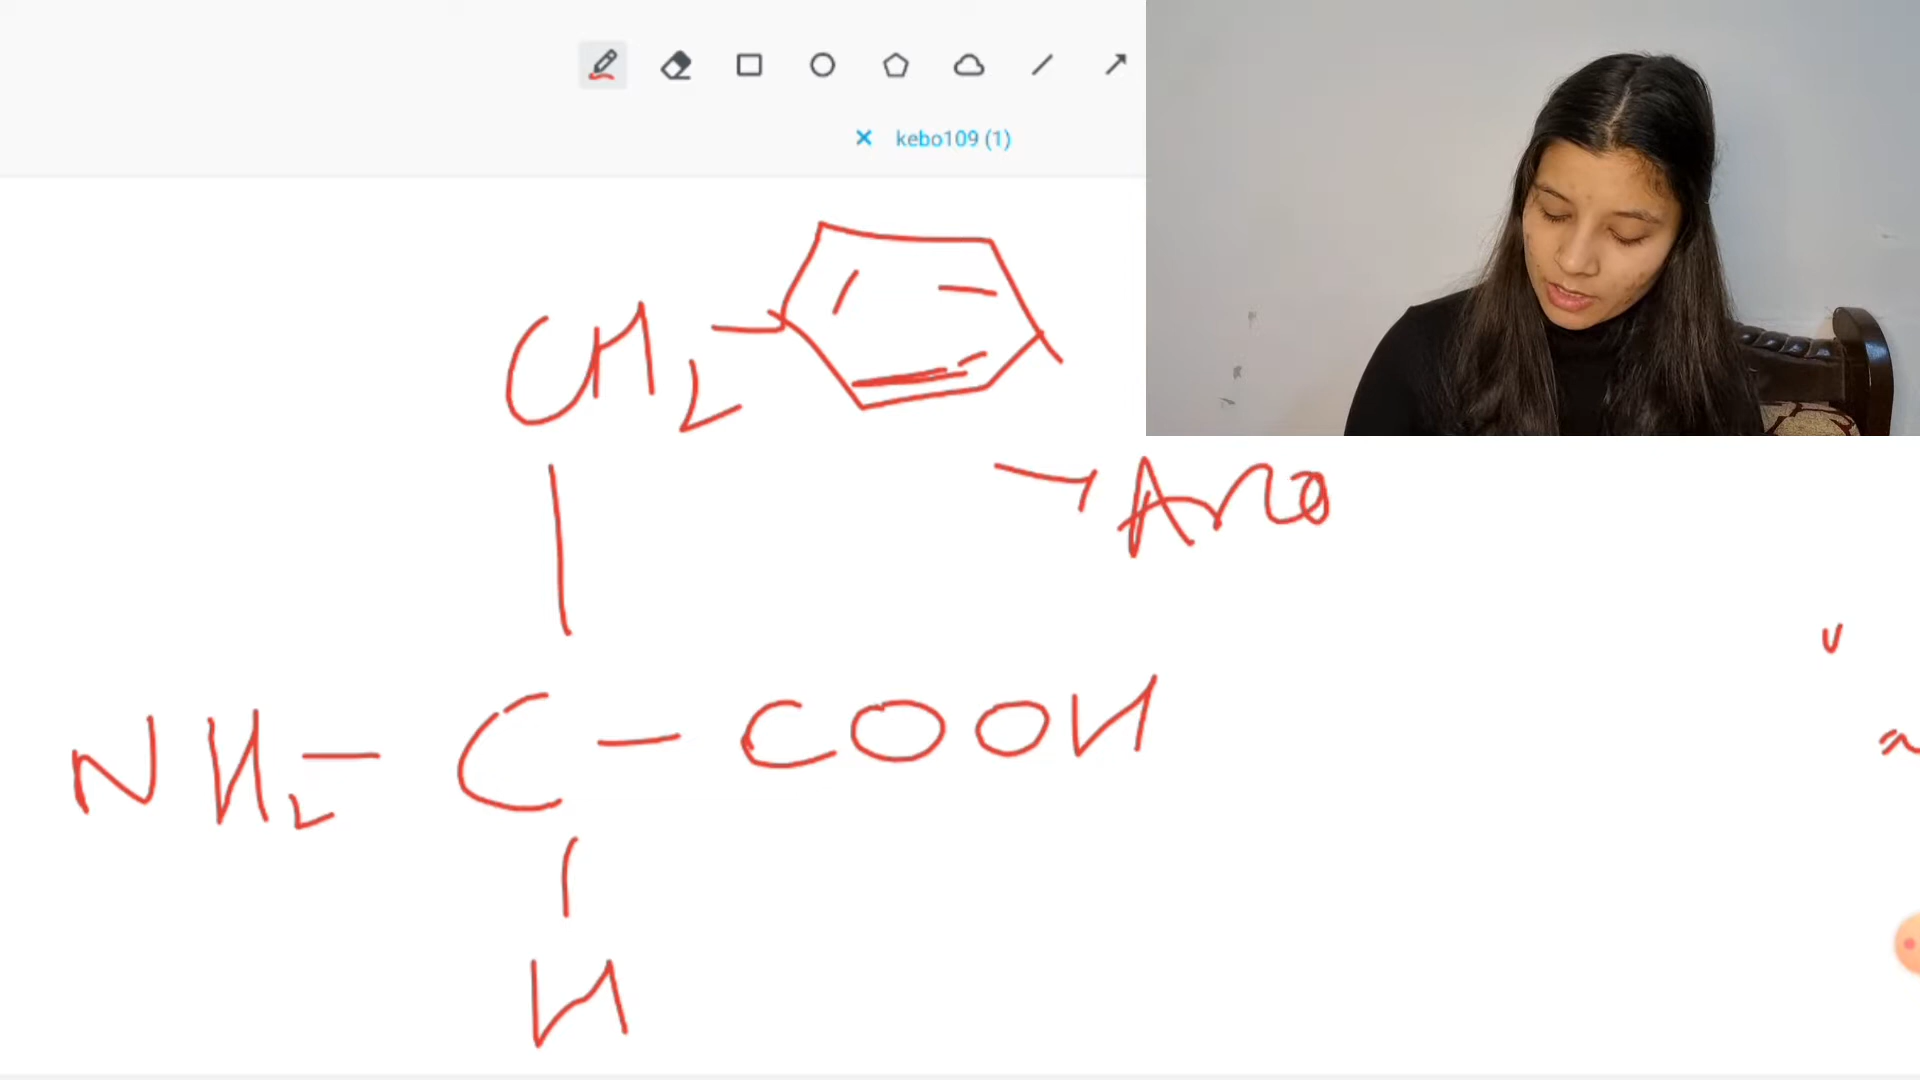 kebo109 (1)
CH2
Aro
NH2 - C - COOH
H